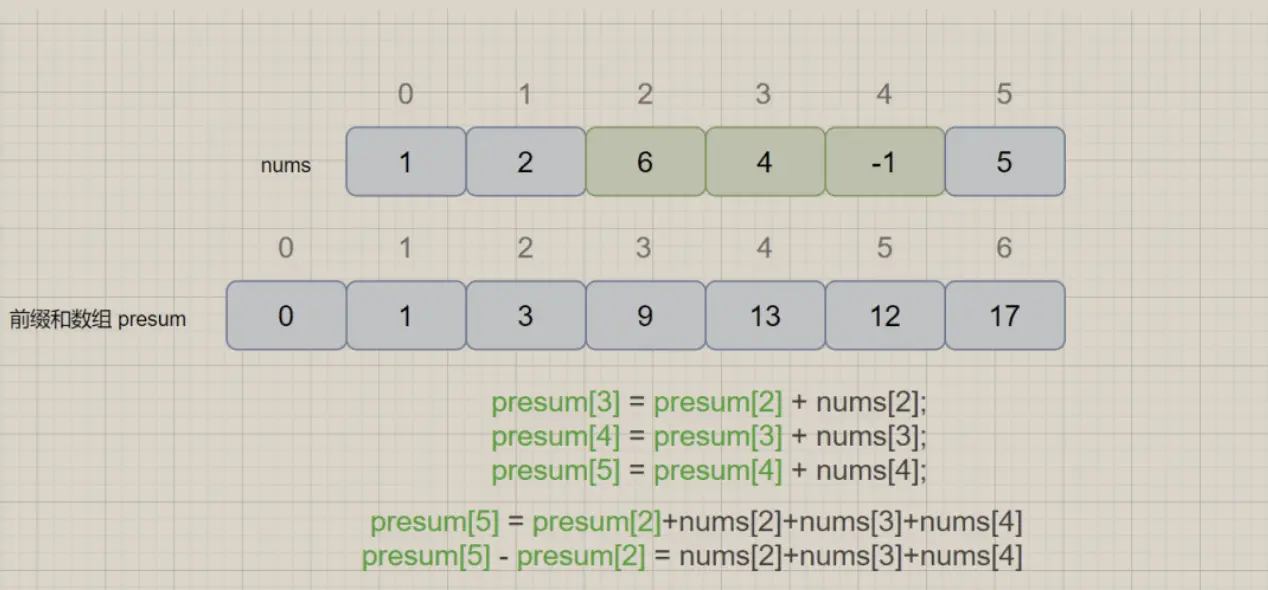 0 1 2 3 4 5
nums 1 2 6 4 -1 5
0 1 2 3 4 5 6
前缀和数组 presum 0 1 3 9 13 12 17
presum[3] = presum[2] + nums[2];
presum[4] = presum[3] + nums[3];
presum[5] = presum[4] + nums[4];
presum[5] = presum[2]+nums[2]+nums[3]+nums[4]
presum[5] - presum[2] = nums[2]+nums[3]+nums[4]